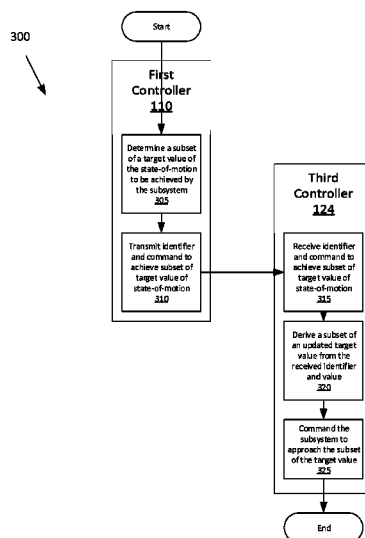 300
Start
First
Controller
110
Determine a subset
of a target value of
the state-of-motion
to be achieved by
the subsystem
305
Transmit identifier
and command to
achieve subset of
target value of
state-of-motion
310
Third
Controller
124
Receive identifier
and command to
achieve subset of
target value of
state-of-motion
315
Derive a subset of
an updated target
value from the
received identifier
and value
320
Command the
subsystem to
approach the subset
of the target value
325
End